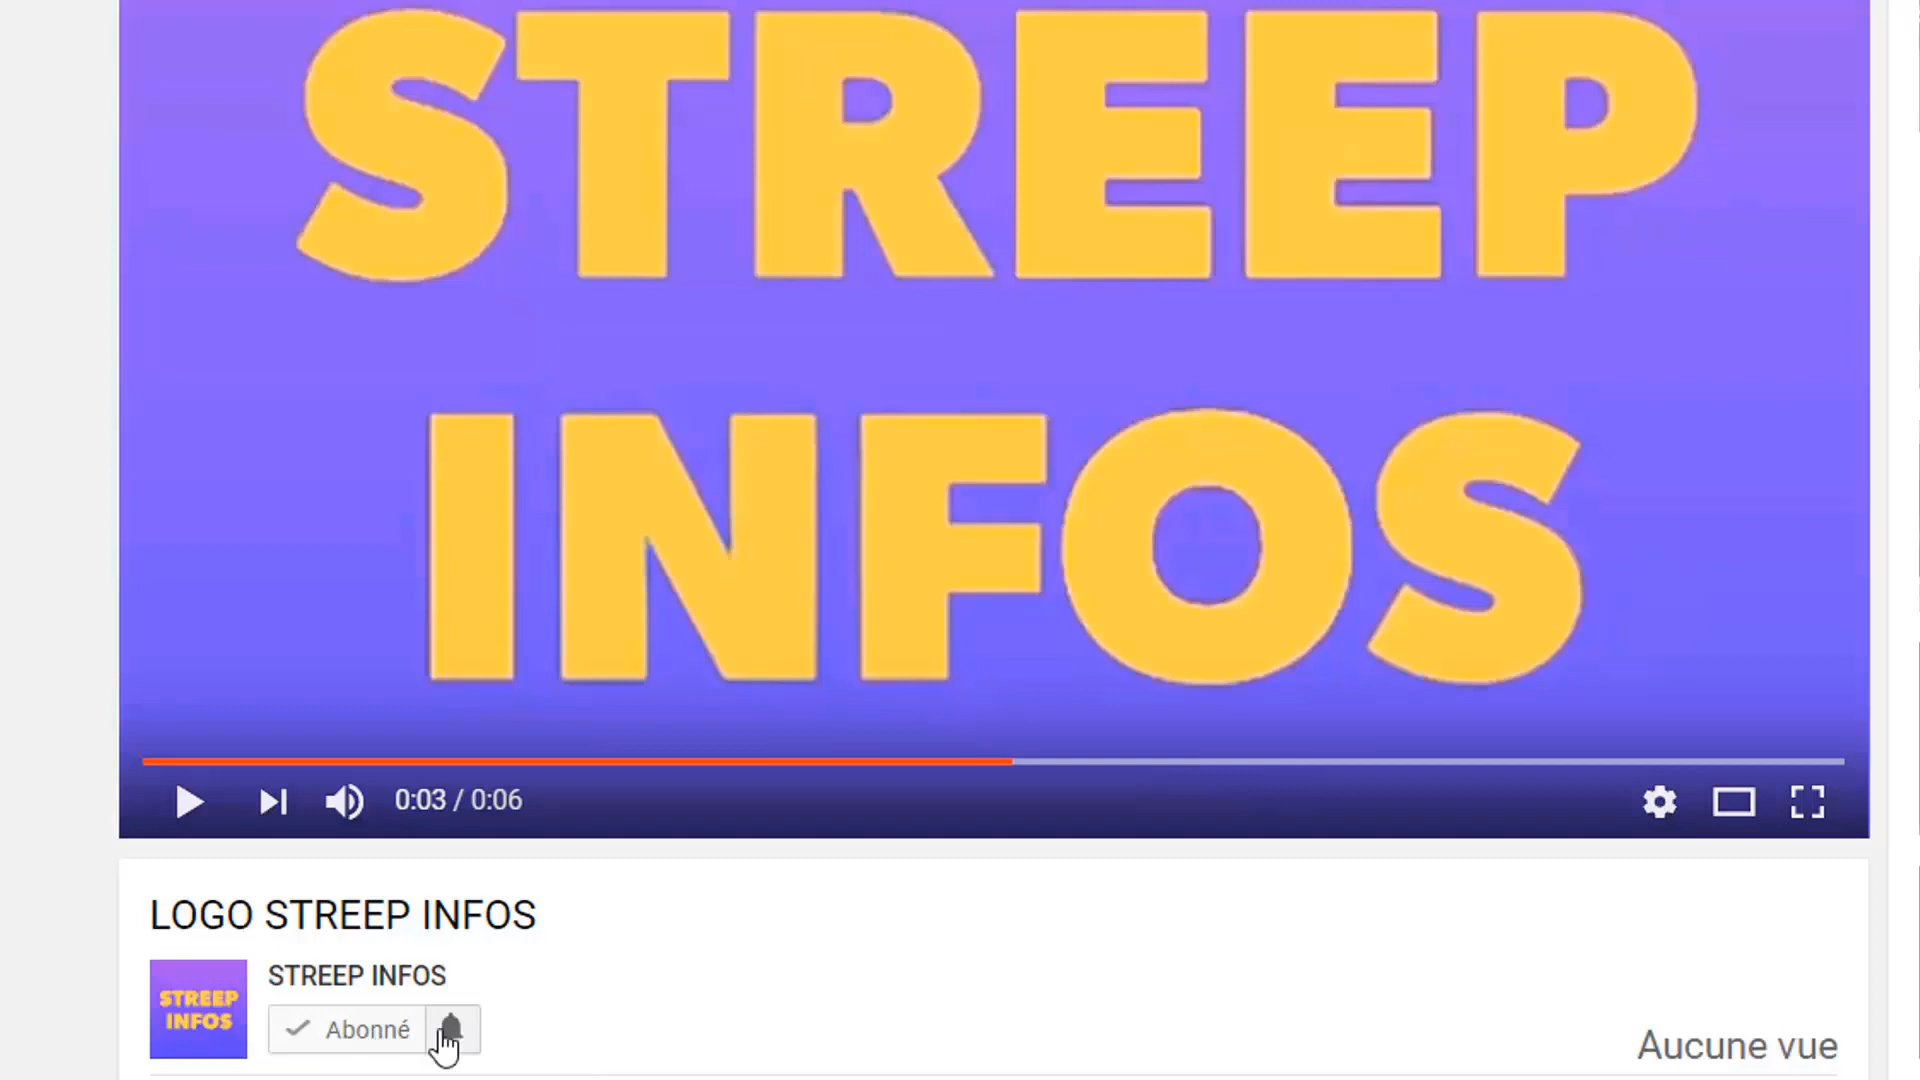 STREEP
INFOS
0:03 / 0:06
LOGO STREEP INFOS
STREEP INFOS
STREEP
INFOS
Abonné
Aucune vue